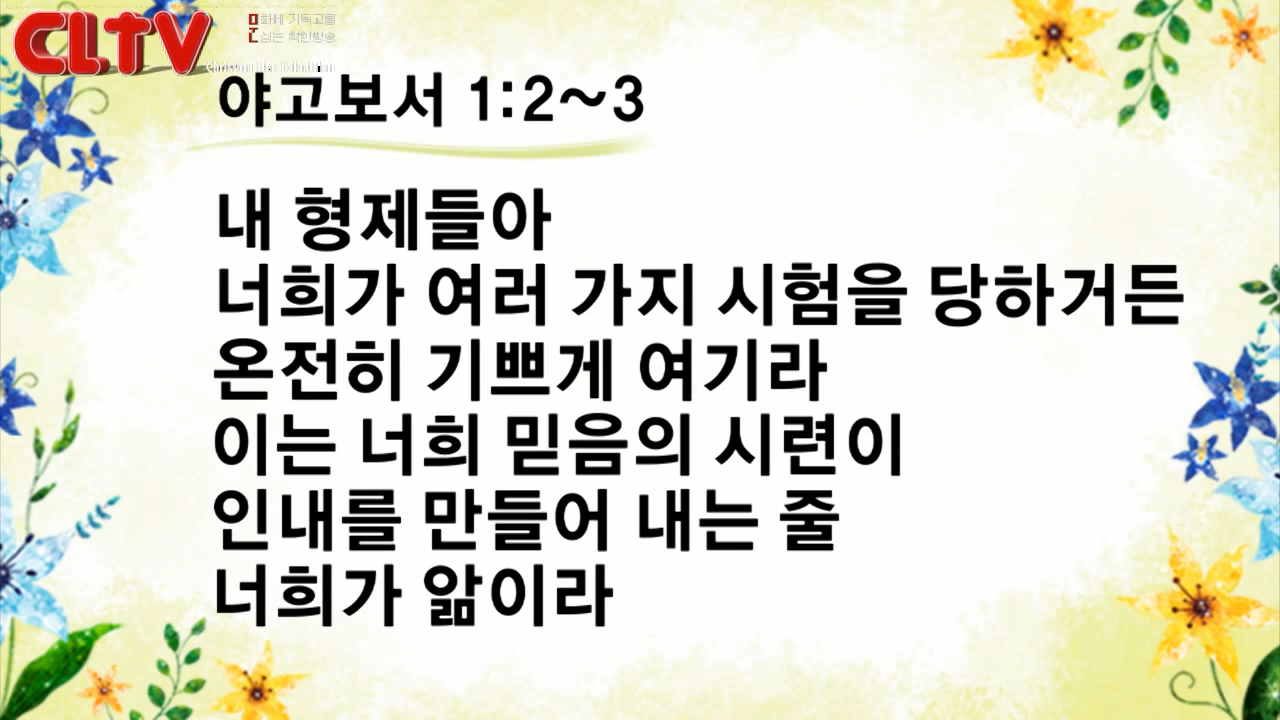 CLTV
야고보서 1:2~3
내 형제들아
너희가 여러 가지 시험을 당하거든
온전히 기쁘게 여기라
이는 너희 믿음의 시련이
인내를 만들어 내는 줄
너희가 앎이라